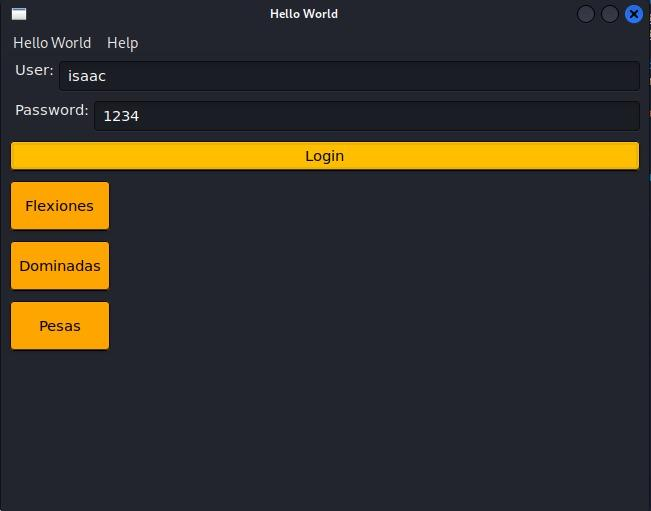 Hello World
Hello World Help
User: isaac
Password: 1234
Login
Flexiones
Dominadas
Pesas